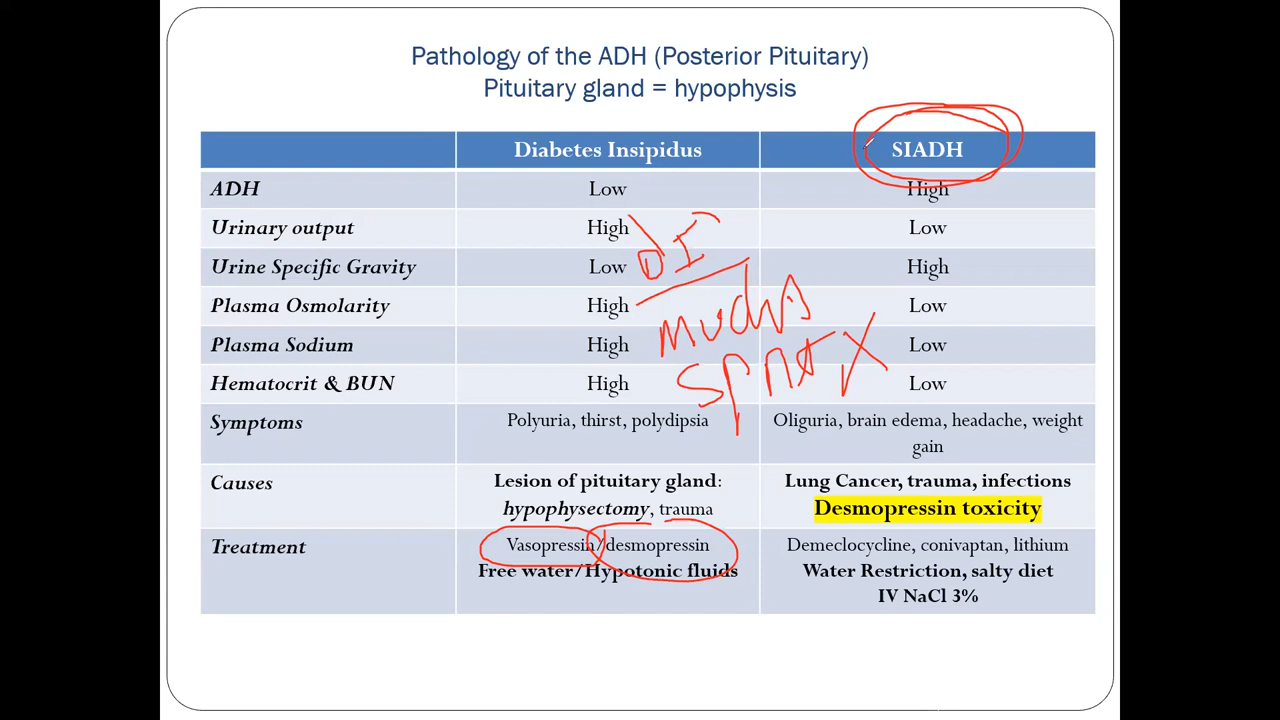 Pathology of the ADH (Posterior Pituitary)
Pituitary gland = hypophysis
Diabetes Insipidus SIADH
ADH Low High
Urinary output High Low
Urine Specific Gravity Low High
Plasma Osmolarity High Low
Plasma Sodium High Low
Hematocrit & BUN High Low
Symptoms Polyuria, thirst, polydipsia Oliguria, brain edema, headache, weight
gain
Causes Lesion of pituitary gland: Lung Cancer, trauma, infections
hypophysectomy, trauma Desmopressin toxicity
Treatment Vasopressin/desmopressin Demeclocycline, conivaptan, lithium
Free water/Hypotonic fluids Water Restriction, salty diet
IV NaCl 3%
DI